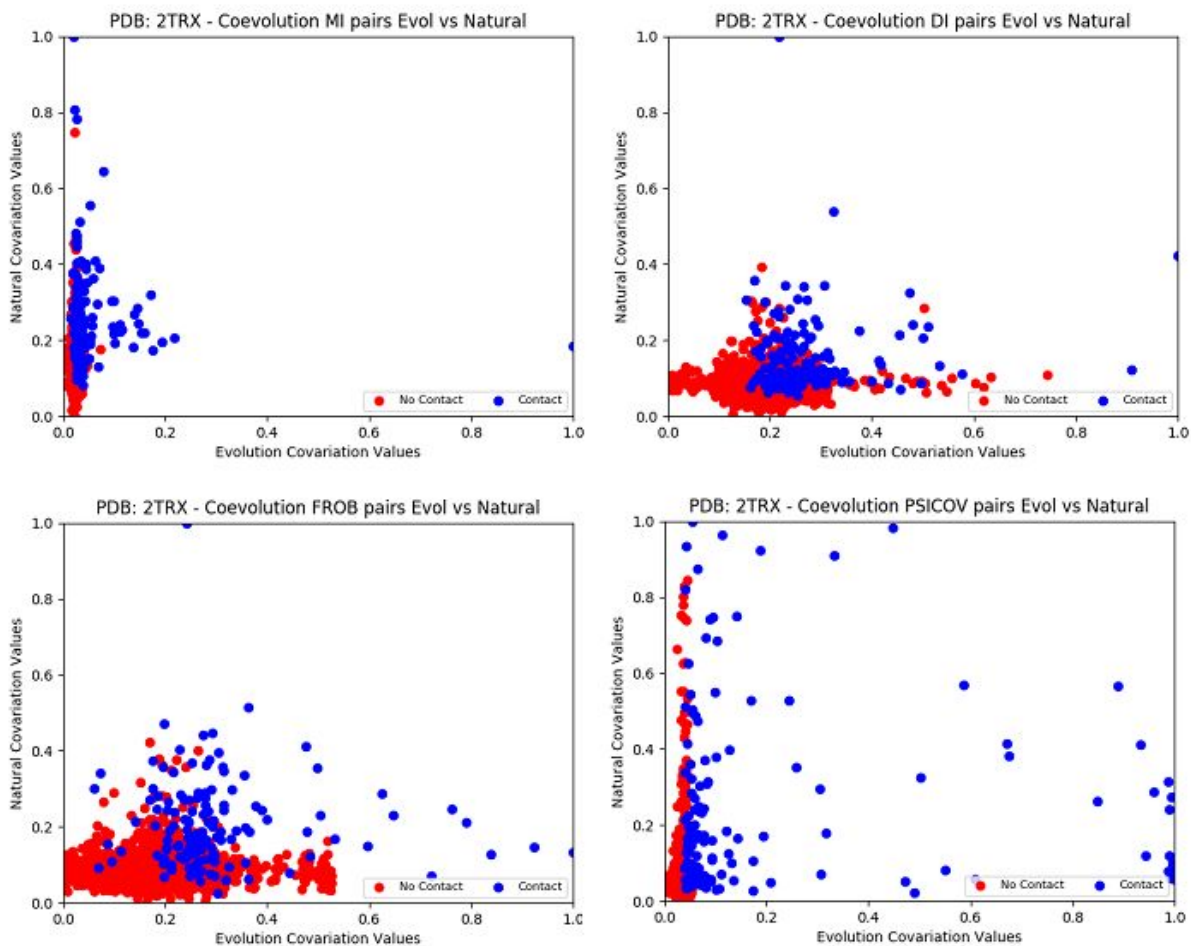 PDB: 2TRX - Coevolution MI pairs Evol vs Natural
1.0
0.8
0.6
0.4
0.2
0.0
Natural Covariation Values
No Contact
Contact
0.0 0.2 0.4 0.6 0.8 1.0
Evolution Covariation Values
PDB: 2TRX - Coevolution DI pairs Evol vs Natural
1.0
0.8
0.6
0.4
0.2
0.0
Natural Covariation Values
No Contact
Contact
0.0 0.2 0.4 0.6 0.8 1.0
Evolution Covariation Values
PDB: 2TRX - Coevolution FROB pairs Evol vs Natural
1.0
0.8
0.6
0.4
0.2
0.0
Natural Covariation Values
No Contact
Contact
0.0 0.2 0.4 0.6 0.8 1.0
Evolution Covariation Values
PDB: 2TRX - Coevolution PSICOV pairs Evol vs Natural
1.0
0.8
0.6
0.4
0.2
0.0
Natural Covariation Values
No Contact
Contact
0.0 0.2 0.4 0.6 0.8 1.0
Evolution Covariation Values